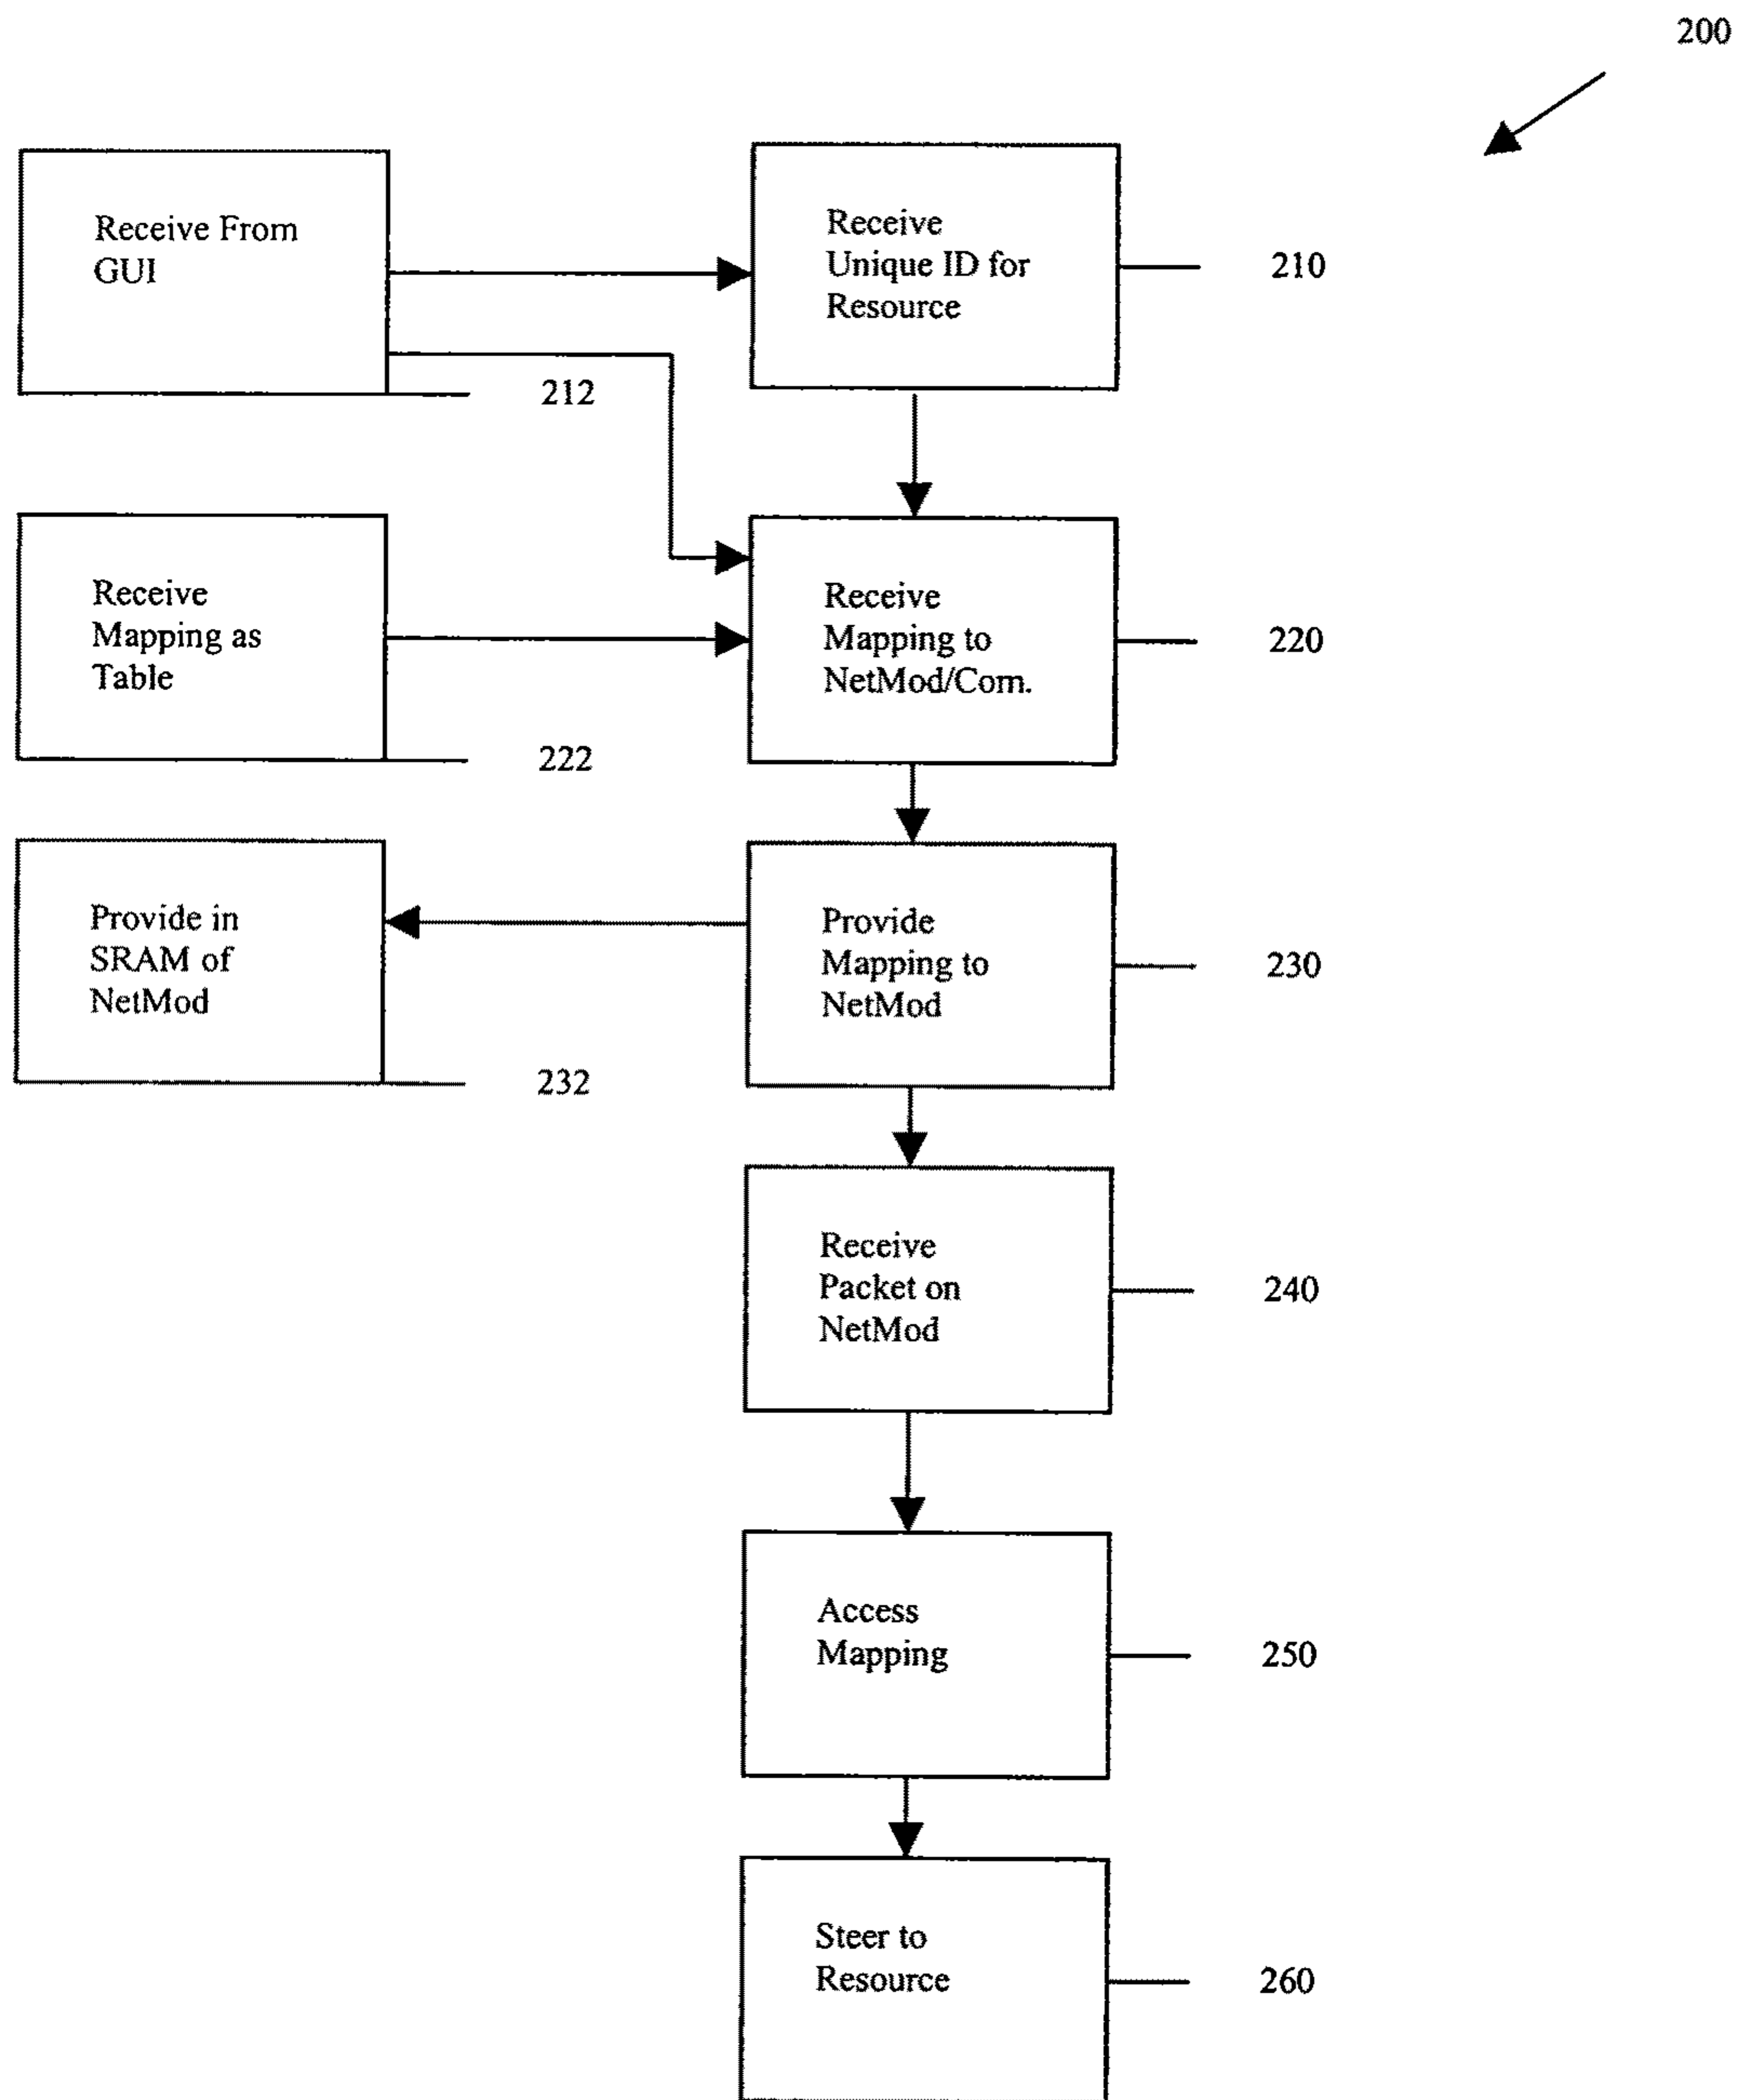 200
Receive From
GUI
212
Receive
Unique ID for
Resource
210
Receive
Mapping as
Table
222
Receive
Mapping to
NetMod/Com.
220
Provide in
SRAM of
NetMod
232
Provide
Mapping to
NetMod
230
Receive
Packet on
NetMod
240
Access
Mapping
250
Steer to
Resource
260